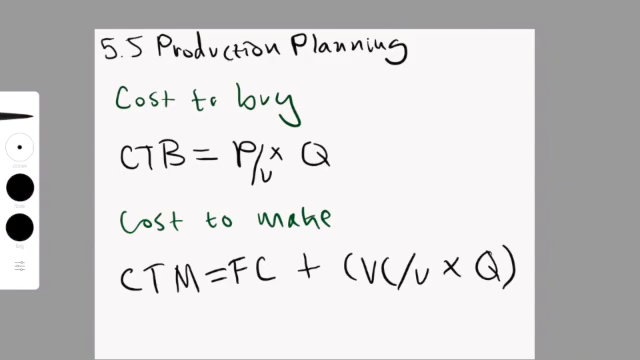 5.5 Production Planning
Cost to buy
CTB = P/u × Q
Cost to make
CTM = FC + (VC/u × Q)